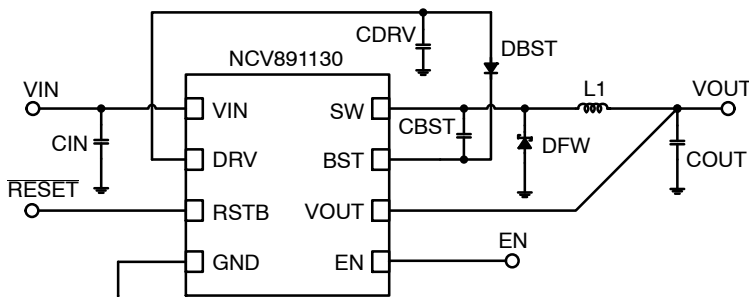 CDRV
DBST
NCV891130
VIN
L1
VOUT
VIN
SW
CIN
CBST
DFW
COUT
DRV
BST
RESET
RSTB
VOUT
EN
GND
EN